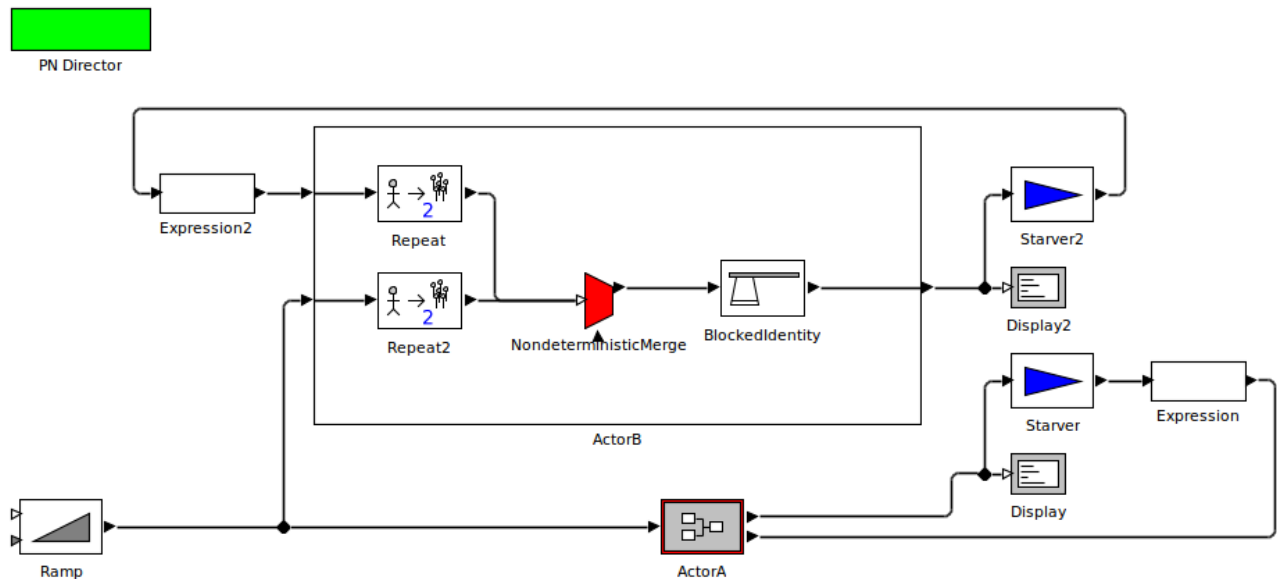 PN Director
Expression2
2
Repeat
2
Repeat2
NondeterministicMerge
BlockedIdentity
ActorB
Starver2
Display2
Starver
Expression
Display
Ramp
ActorA